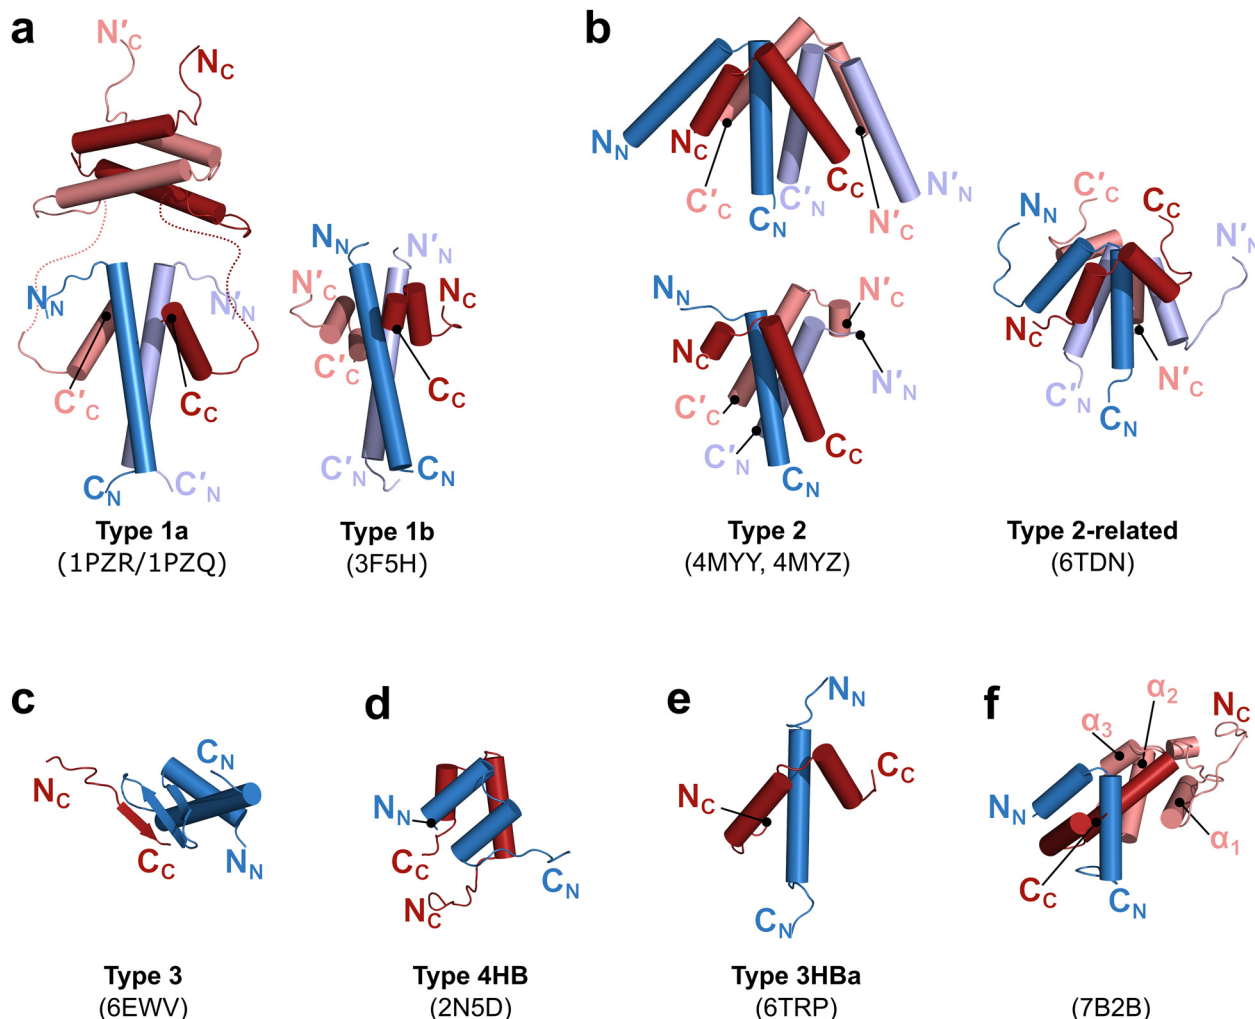 a
N′C
NC
NN
N′N
C′C
CC
CN
C′N
Type 1a
(1PZR/1PZQ)
NN
N′N
N′C
NC
C′C
CC
C′N
CN
Type 1b
(3F5H)
b
NN
NC
C′C
CN
C′N
CC
N′C
N′N
NN
N′C
NC
N′N
C′C
C′N
CC
CN
Type 2
(4MYY, 4MYZ)
NN
C′C
CC
N′N
NC
N′C
C′N
CN
Type 2-related
(6TDN)
c
CN
NC
CC
NN
Type 3
(6EWV)
d
NN
CC
CN
NC
Type 4HB
(2N5D)
e
NN
CC
NC
CN
Type 3HBa
(6TRP)
f
α2
α3
NC
NN
α1
CC
CN
(7B2B)